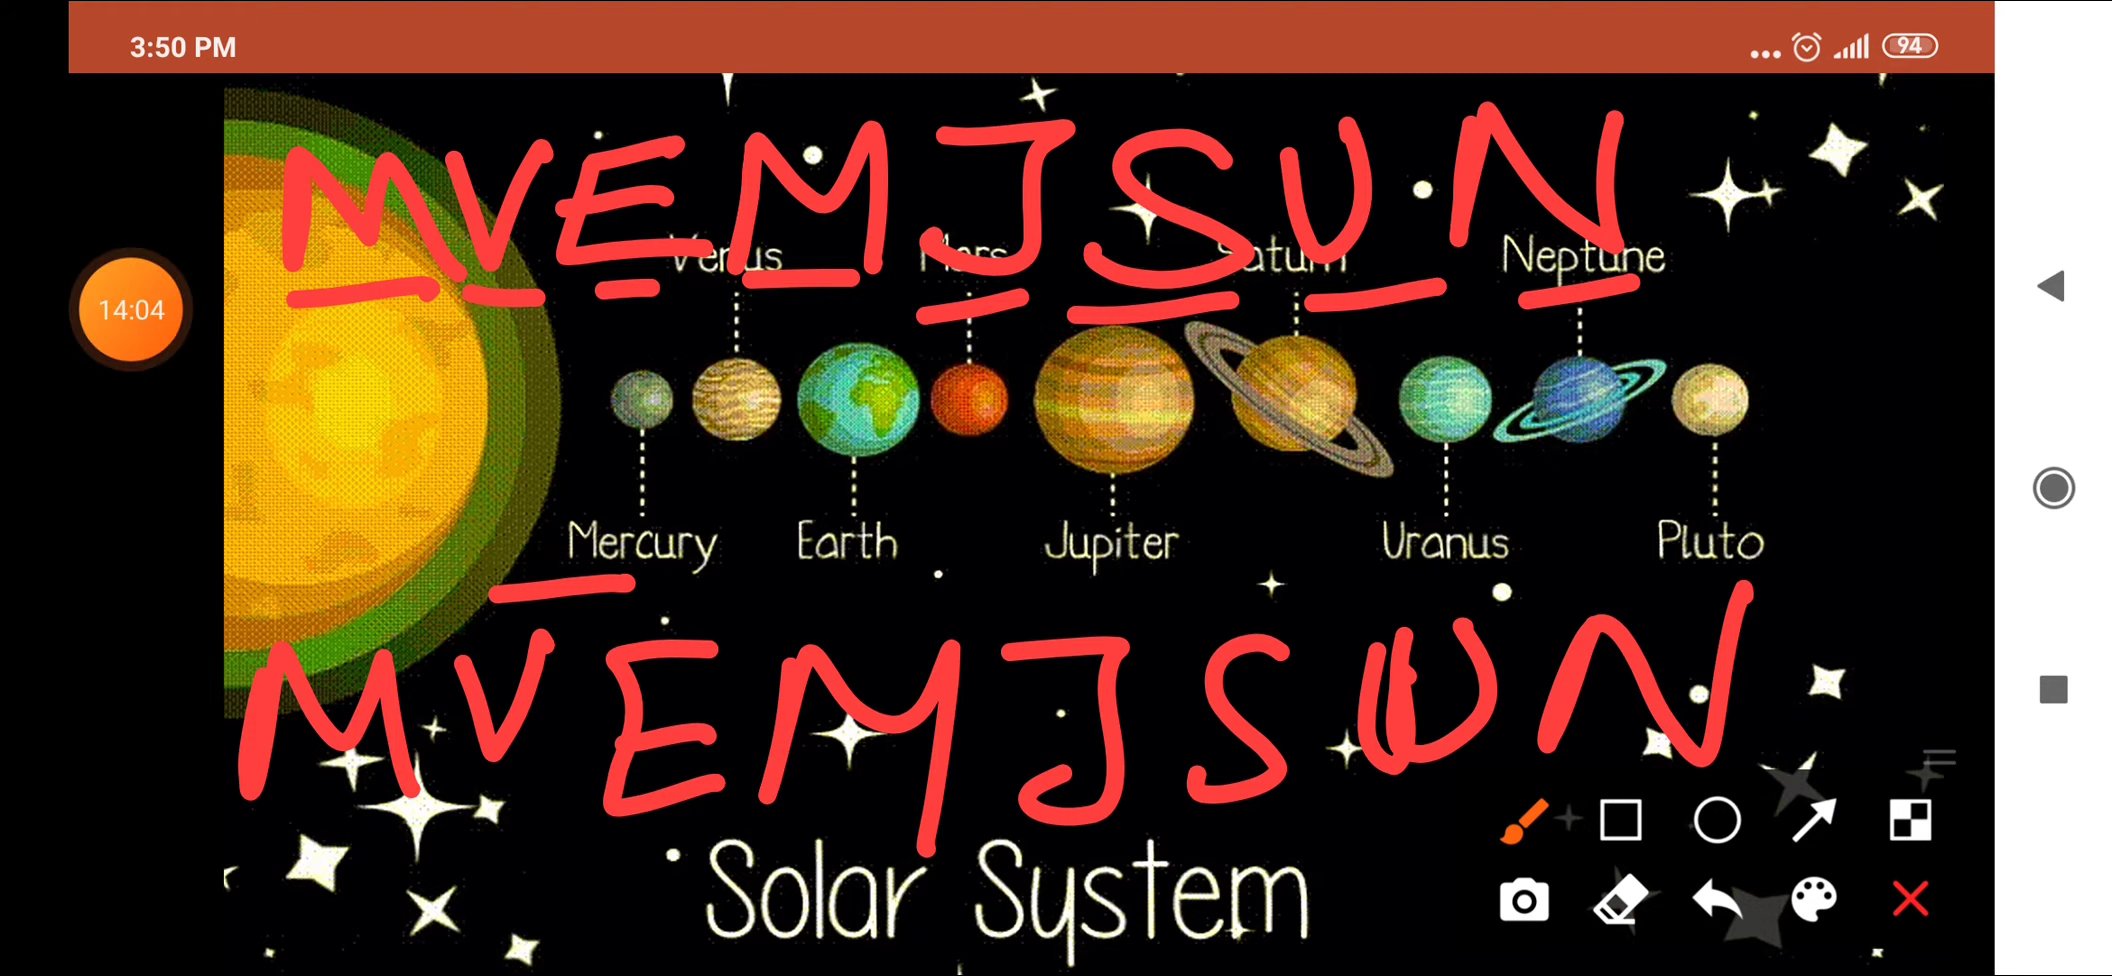 3:50 PM
94
MVEMJSUN
Venus Mars Saturn Neptune
14:04
Mercury Earth Jupiter Uranus Pluto
MVEMJSUN
Solar System